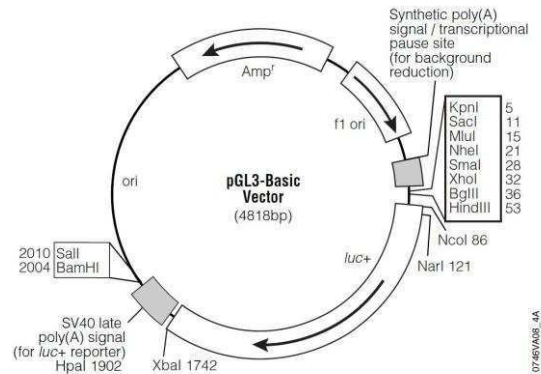 Synthetic poly(A)
signal / transcriptional
pause site
(for background
reduction)
Ampʳ
f1 ori
KpnI 5
SacI 11
MluI 15
NheI 21
SmaI 28
XhoI 32
BglII 36
HindIII 53
ori
pGL3-Basic
Vector
(4818bp)
NcoI 86
NarI 121
luc+
2010 SalI
2004 BamHI
SV40 late
poly(A) signal
(for luc+ reporter)
HpaI 1902
XbaI 1742
0746VA08_4A